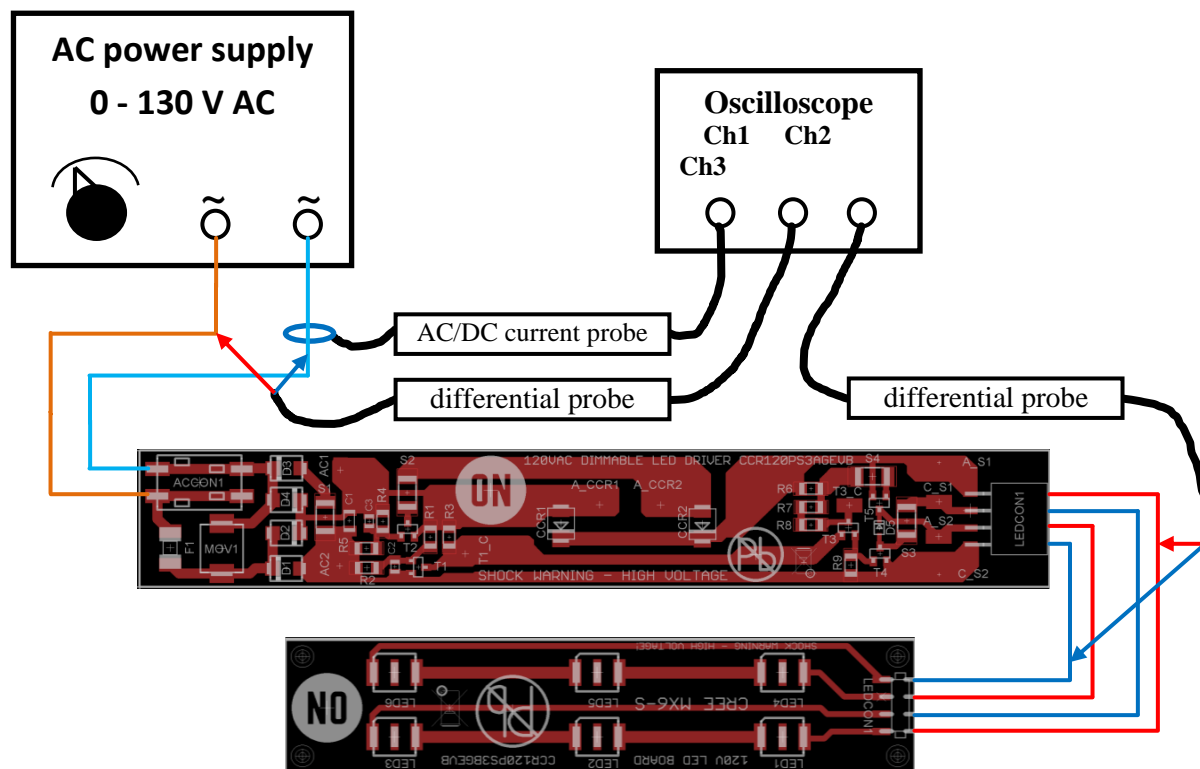 AC power supply
0 - 130 V AC
~ ~
Oscilloscope
Ch1 Ch2
Ch3
AC/DC current probe
differential probe
differential probe
120VAC DIMMABLE LED DRIVER CCR120PS3AGEVB
ACCON1
F1
MOV1
D3
D4
D2
D1
AC1
S1
AC2
C1
C3
R4
S2
R5
R2
C2
T2
T1
R1
R3
T1_C
ON
A_CCR1
A_CCR2
CCR1
CCR2
SHOCK WARNING - HIGH VOLTAGE
Pb
R6
R7
R8
S4
T3_C
T5
T3
D5
S3
R9
T4
A_S1
C_S1
A_S2
C_S2
LEDCON1
SHOCK WARNING - HIGH VOLTAGE!
LED6
LED5
LED4
ON
Pb
CREE MX6-S
LEDCON1
LED3
LED2
LED1
CCR120PS3BGEVB
120V LED BOARD